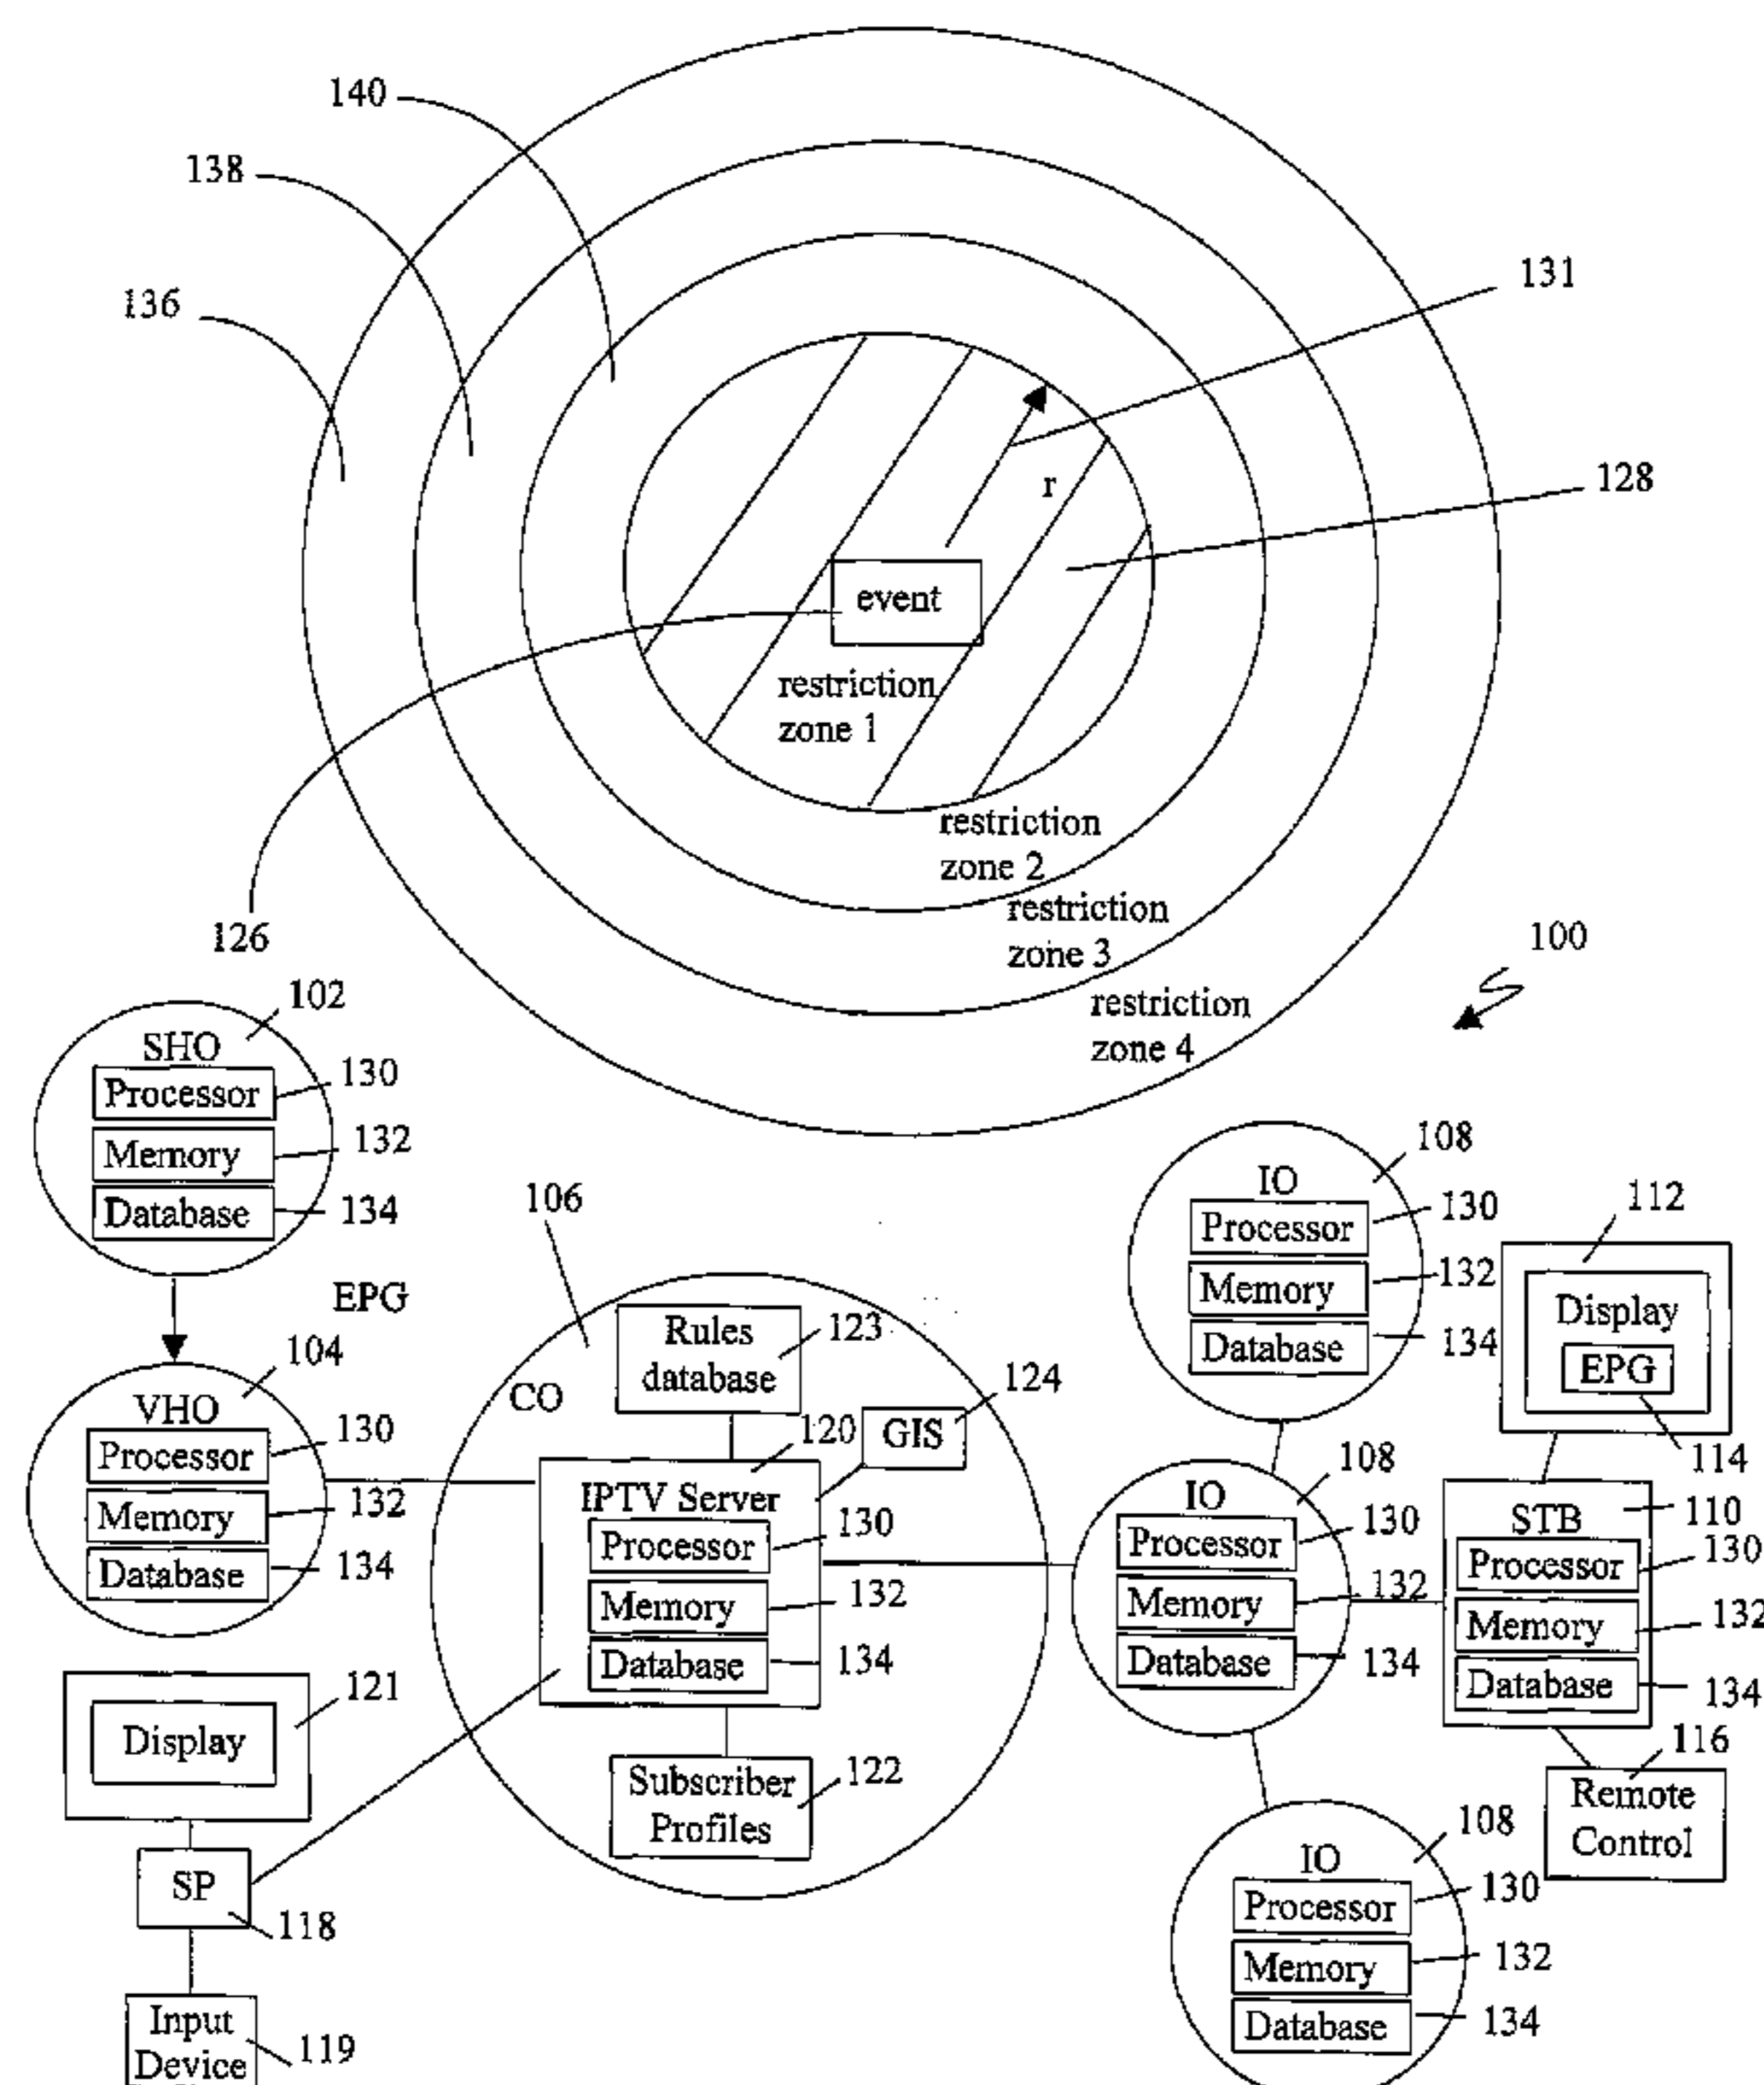 140
138
136
131
r
128
event
restriction
zone 1
restriction
zone 2
restriction
zone 3
restriction
zone 4
126
100
102
SHO
Processor
130
Memory
132
Database
134
EPG
104
VHO
Processor
130
Memory
132
Database
134
106
CO
Rules
database
123
GIS
124
120
IPTV Server
Processor
130
Memory
132
Database
134
Subscriber
Profiles
122
121
Display
SP
118
Input
Device
119
108
IO
Processor
130
Memory
132
Database
134
108
IO
Processor
130
Memory
132
Database
134
108
IO
Processor
130
Memory
132
Database
134
112
Display
EPG
114
110
STB
Processor
130
Memory
132
Database
134
116
Remote
Control